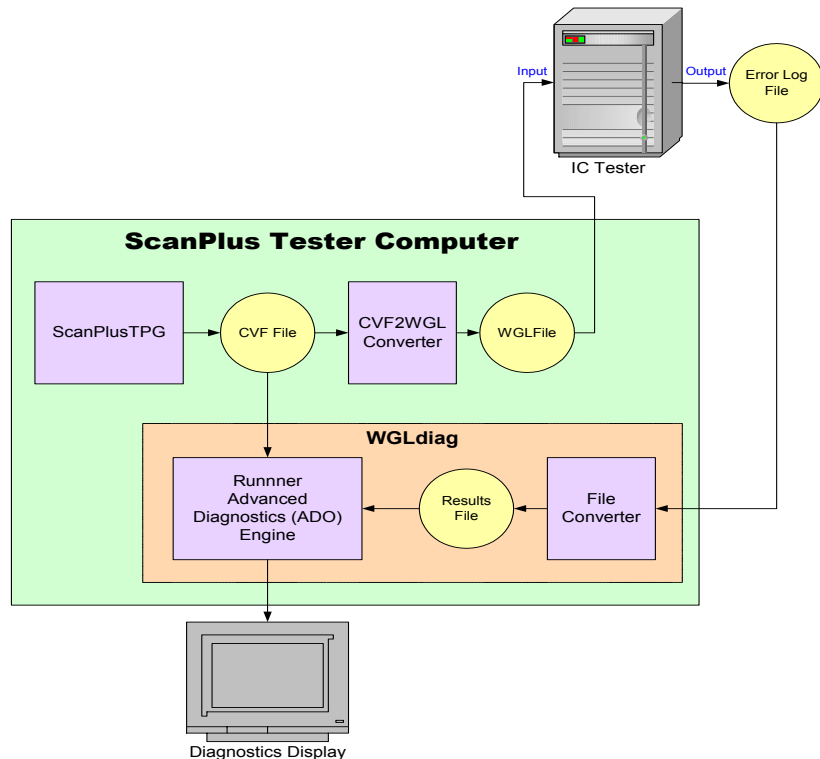 Input
Output
Error Log
File
IC Tester
ScanPlus Tester Computer
ScanPlusTPG
CVF File
CVF2WGL
Converter
WGLFile
WGLdiag
Runnner
Advanced
Diagnostics (ADO)
Engine
Results
File
File
Converter
Diagnostics Display